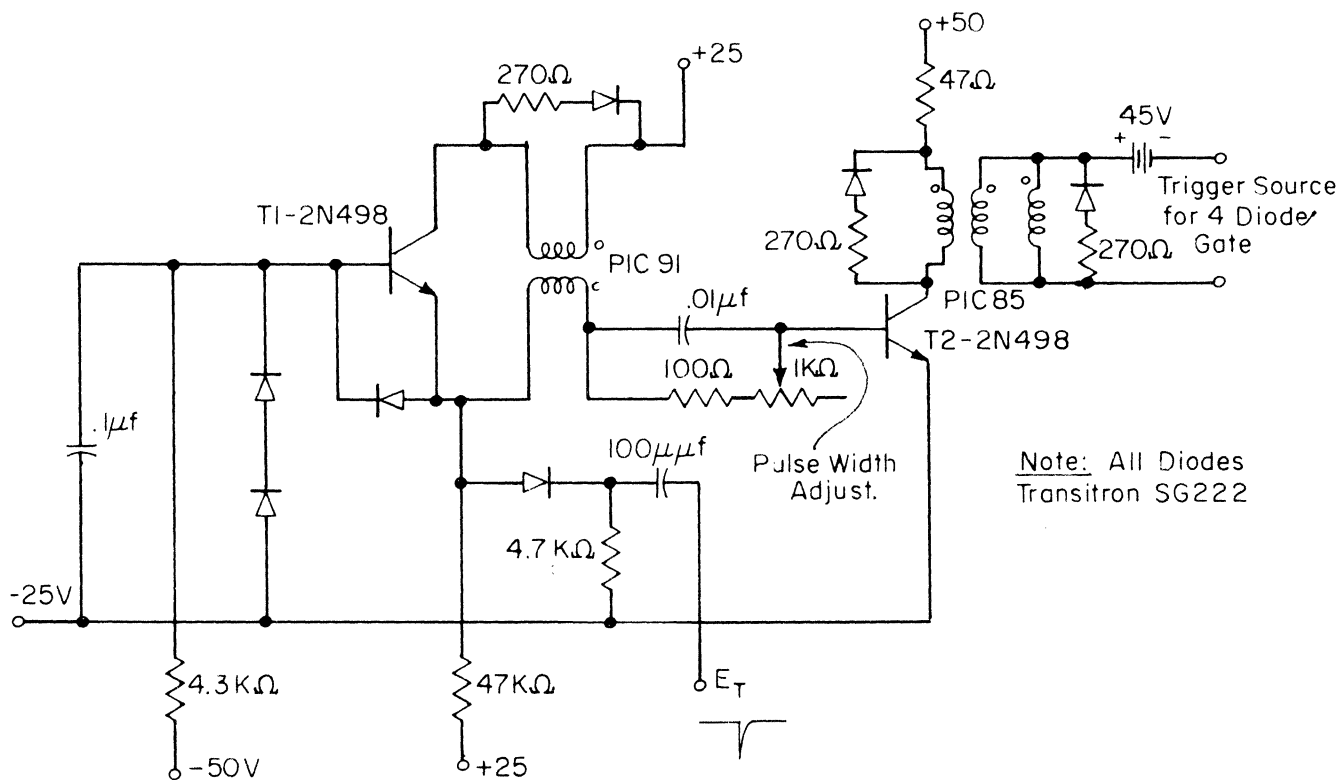 +50
+25
270Ω
47Ω
45V
+ -
T1-2N498
Trigger Source
for 4 Diode
Gate
270Ω
270Ω
PIC 91
PIC85
.01μf
T2-2N498
100Ω
1KΩ
.1μf
100μμf
Pulse Width
Adjust.
Note: All Diodes
Transitron SG222
4.7KΩ
-25V
4.3KΩ
47KΩ
E_T
-50V
+25